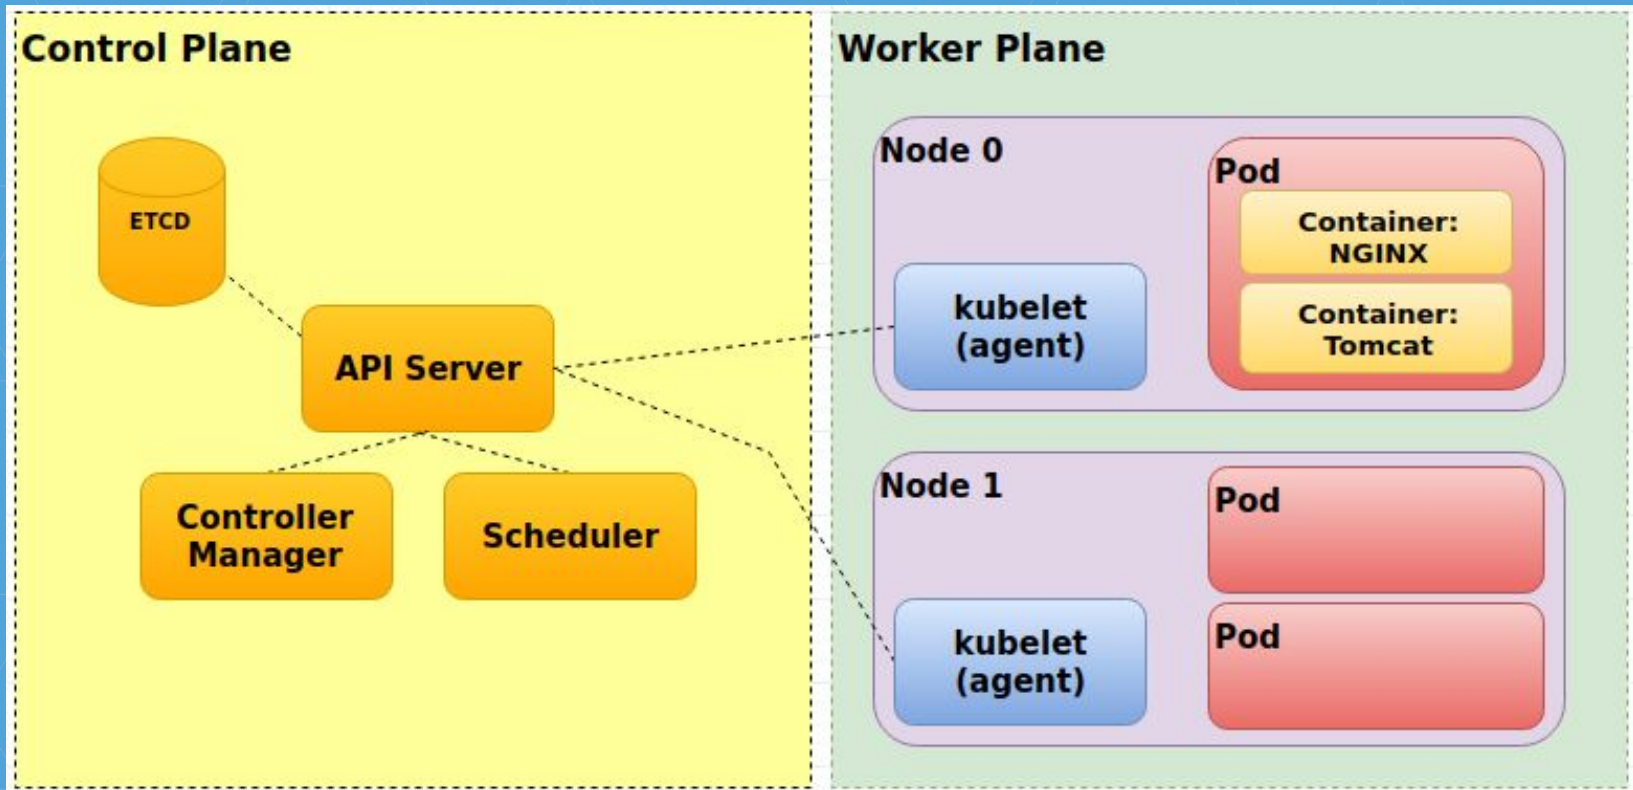 Control Plane
ETCD
API Server
Controller
Manager
Scheduler
Worker Plane
Node 0
Pod
Container:
NGINX
Container:
Tomcat
kubelet
(agent)
Node 1
Pod
Pod
kubelet
(agent)